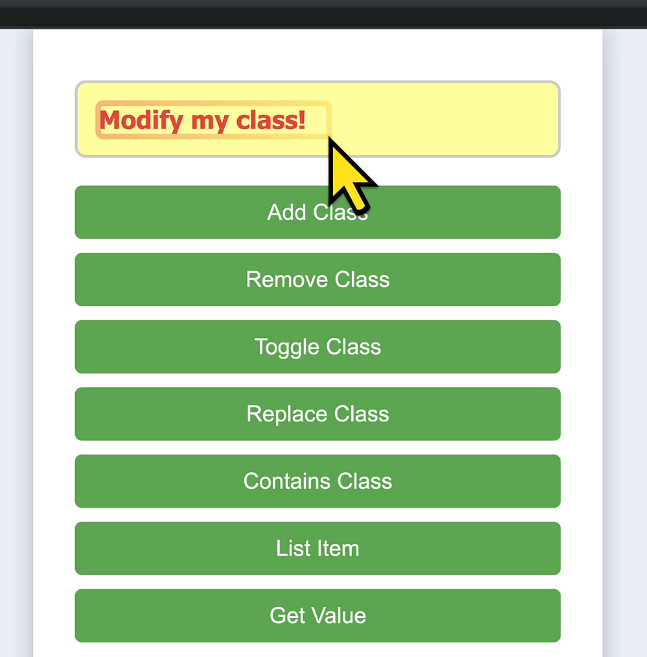 Modify my class!
Add Class
Remove Class
Toggle Class
Replace Class
Contains Class
List Item
Get Value